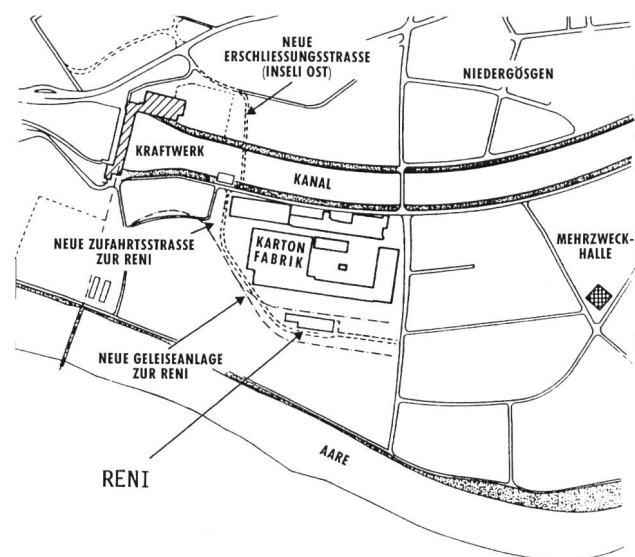 NEUE
ERSCHLIESSUNGSSTRASSE
(INSELI OST)
NIEDERGÖSGEN
KRAFTWERK
KANAL
NEUE ZUFAHRTSSTRASSE
ZUR RENI
KARTON
FABRIK
MEHRZWECK-
HALLE
NEUE GELEISEANLAGE
ZUR RENI
RENI
AARE